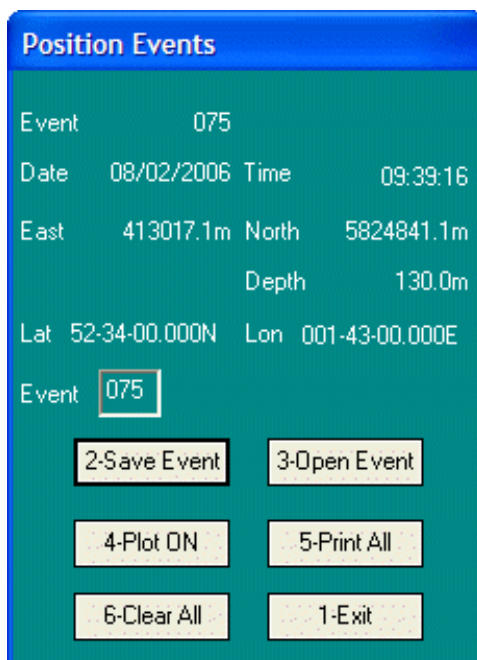 Position Events
Event 075
Date 08/02/2006 Time 09:39:16
East 413017.1m North 5824841.1m
Depth 130.0m
Lat 52-34-00.000N Lon 001-43-00.000E
Event 075
2-Save Event 3-Open Event
4-Plot ON 5-Print All
6-Clear All 1-Exit